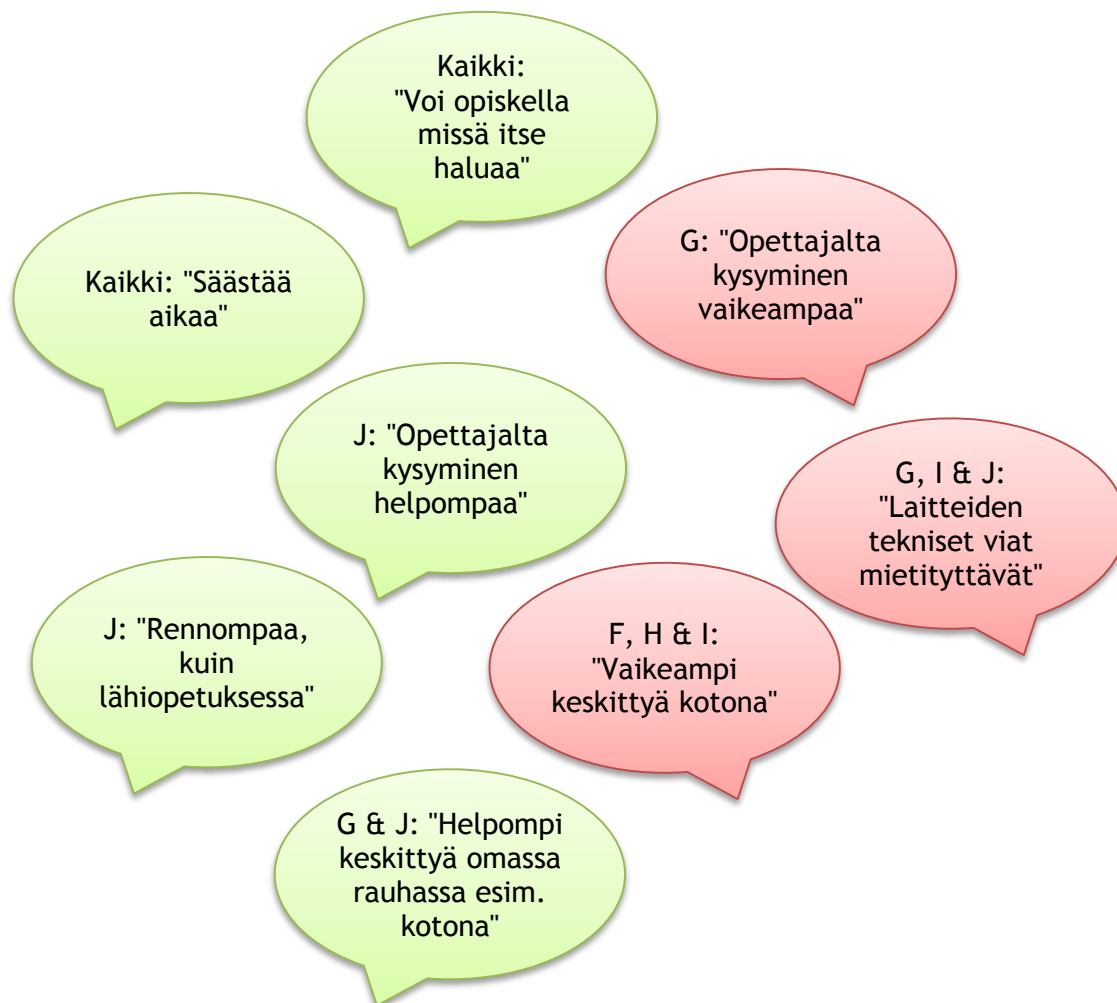 Kaikki:
"Voi opiskella
missä itse
haluaa"
Kaikki: "Säästää
aikaa"
G: "Opettajalta
kysyminen
vaikeampaa"
J: "Opettajalta
kysyminen
helpompaa"
G, I & J:
"Laitteiden
tekniset viat
mietityttävät"
J: "Rennompaa,
kuin
lähiopetuksessa"
F, H & I:
"Vaikeampi
keskittyä kotona"
G & J: "Helpompi
keskittyä omassa
rauhassa esim.
kotona"